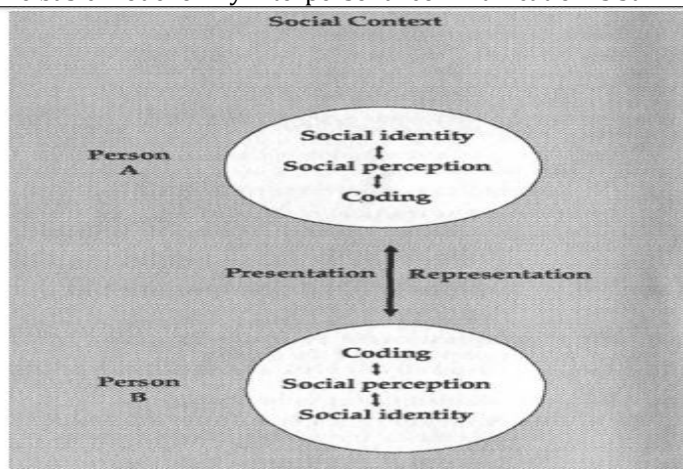 Social Context
Person
A
Social identity
Social perception
Coding
Presentation
Representation
Person
B
Coding
Social perception
Social identity